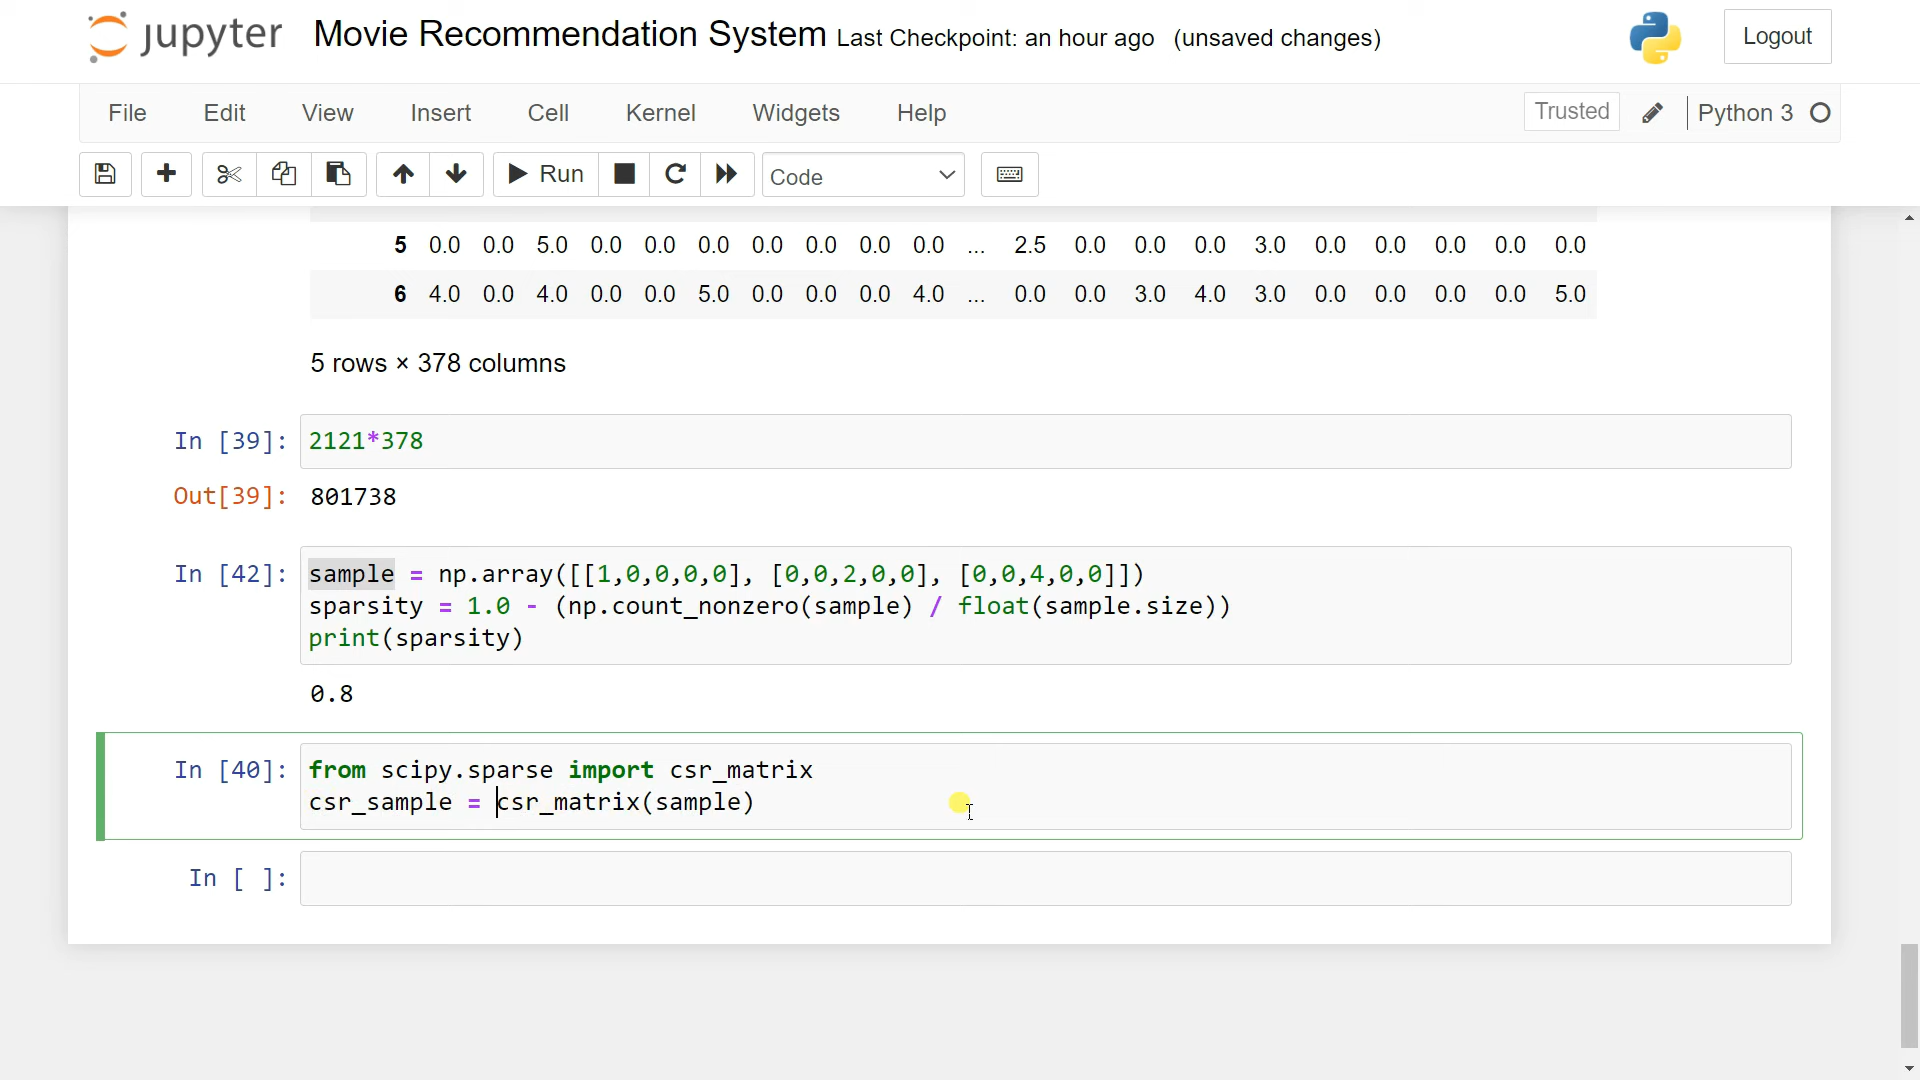 jupyter Movie Recommendation System Last Checkpoint: an hour ago (unsaved changes) Logout
File Edit View Insert Cell Kernel Widgets Help Trusted Python 3
Run Code
5 0.0 0.0 5.0 0.0 0.0 0.0 0.0 0.0 0.0 0.0 ... 2.5 0.0 0.0 0.0 3.0 0.0 0.0 0.0 0.0 0.0
6 4.0 0.0 4.0 0.0 0.0 5.0 0.0 0.0 0.0 4.0 ... 0.0 0.0 3.0 4.0 3.0 0.0 0.0 0.0 0.0 5.0
5 rows × 378 columns
In [39]: 2121*378
Out[39]: 801738
In [42]: sample = np.array([[1,0,0,0,0], [0,0,2,0,0], [0,0,4,0,0]])
sparsity = 1.0 - (np.count_nonzero(sample) / float(sample.size))
print(sparsity)
0.8
In [40]: from scipy.sparse import csr_matrix
csr_sample = csr_matrix(sample)
In [ ]: